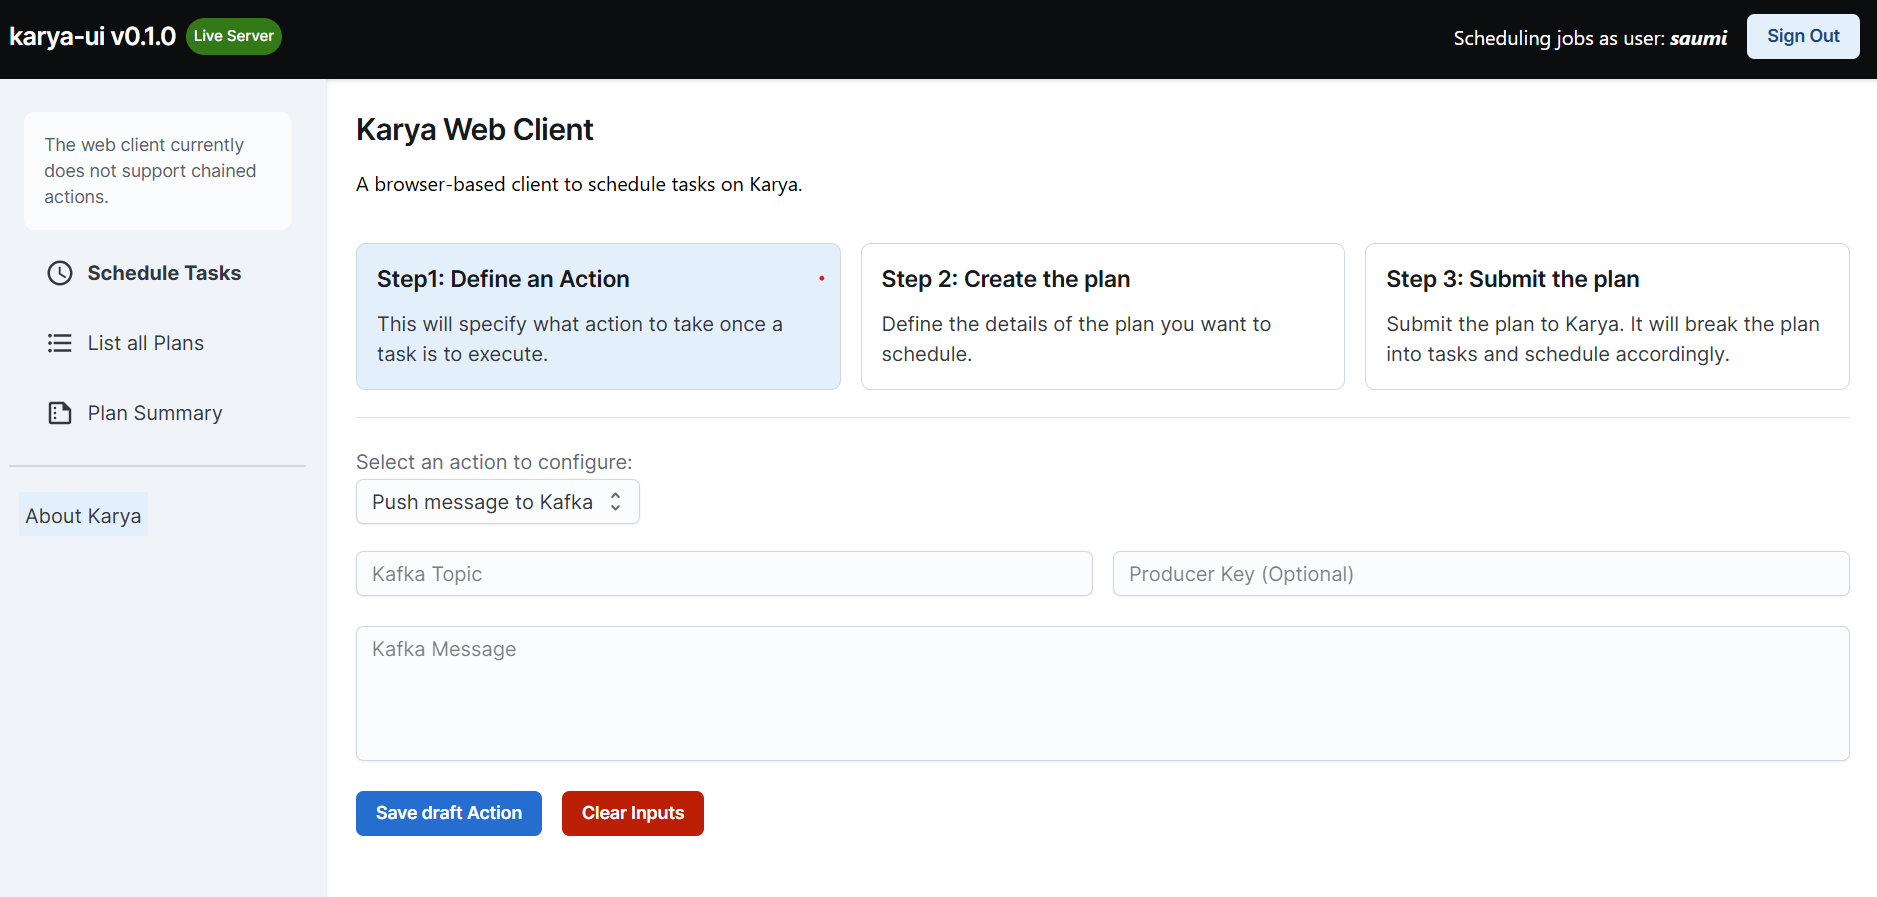 karya-ui v0.1.0 Live Server
Scheduling jobs as user: saumi
Sign Out
The web client currently
does not support chained
actions.
Schedule Tasks
List all Plans
Plan Summary
About Karya
Karya Web Client
A browser-based client to schedule tasks on Karya.
Step1: Define an Action
This will specify what action to take once a
task is to execute.
Step 2: Create the plan
Define the details of the plan you want to
schedule.
Step 3: Submit the plan
Submit the plan to Karya. It will break the plan
into tasks and schedule accordingly.
Select an action to configure:
Push message to Kafka
Kafka Topic
Producer Key (Optional)
Kafka Message
Save draft Action
Clear Inputs